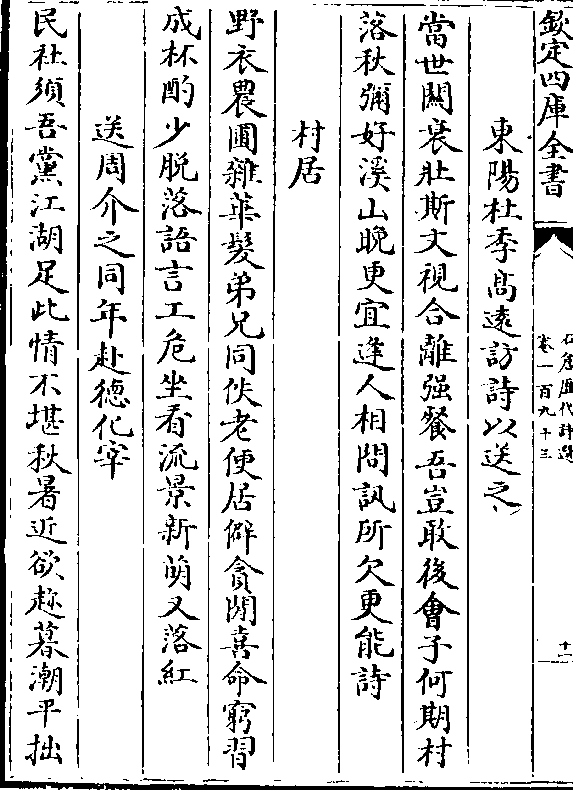 欽定四庫全書
石倉歷代詩選
卷一百九十三
十二
東陽杜季高遠訪詩以送之
當世關衰壯斯文視合離强餐吾豈敢後會子何期村
落秋彌好溪山晚更宜逢人相問訊所欠更能詩
村居
野衣農圃雜華髮弟兄同佚老便居僻貪閒喜命窮習
成杯酌少脫落語言工危坐看流景新萌又落紅
送周介之同年赴德化宰
民社須吾黨江湖足此情不堪秋暑近欲趂暮潮平拙